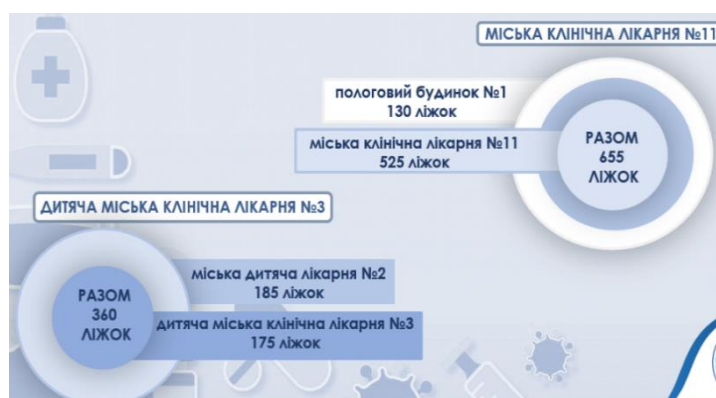 МІСЬКА КЛІНІЧНА ЛІКАРНЯ №11
пологовий будинок №1
130 ліжок
міська клінічна лікарня №11
525 ліжок
РАЗОМ
655
ЛІЖОК
ДИТЯЧА МІСЬКА КЛІНІЧНА ЛІКАРНЯ №3
РАЗОМ
360
ЛІЖОК
міська дитяча лікарня №2
185 ліжок
дитяча міська клінічна лікарня №3
175 ліжок